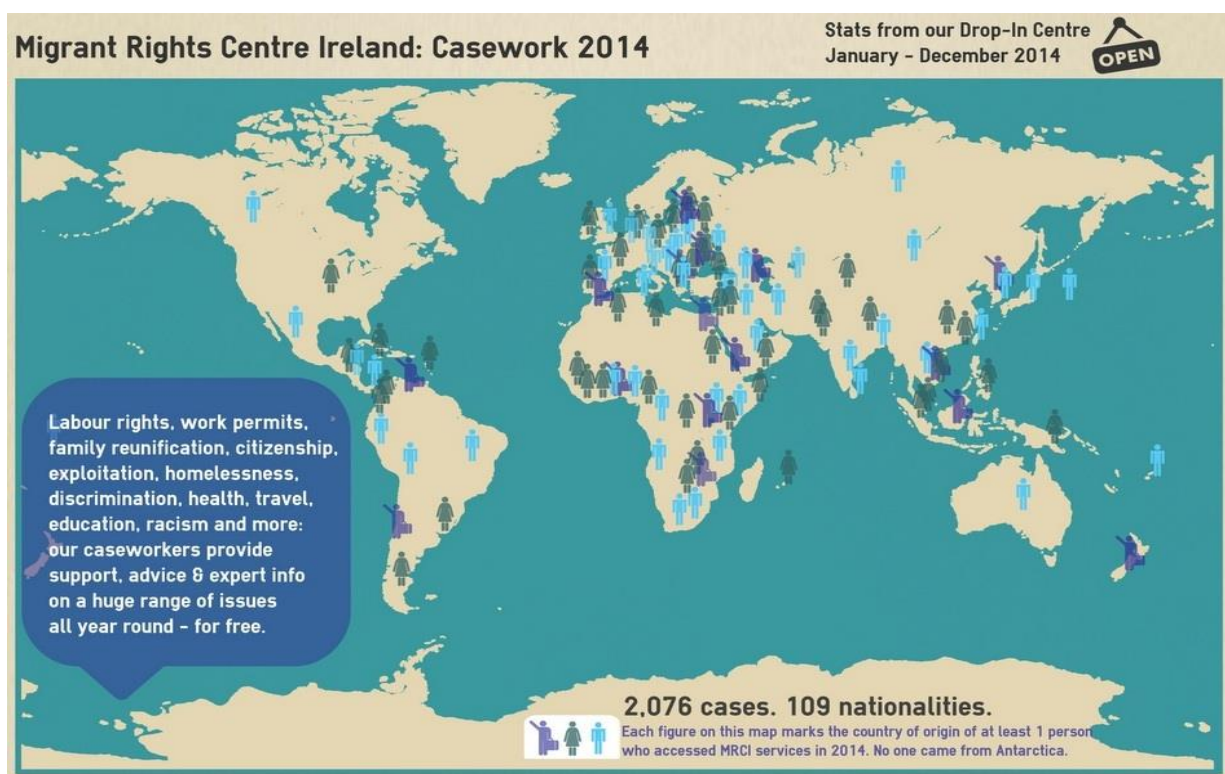 Migrant Rights Centre Ireland: Casework 2014
Stats from our Drop-In Centre
January - December 2014
OPEN
Labour rights, work permits,
family reunification, citizenship,
exploitation, homelessness,
discrimination, health, travel,
education, racism and more:
our caseworkers provide
support, advice & expert info
on a huge range of issues
all year round - for free.
2,076 cases. 109 nationalities.
Each figure on this map marks the country of origin of at least 1 person
who accessed MRCI services in 2014. No one came from Antarctica.